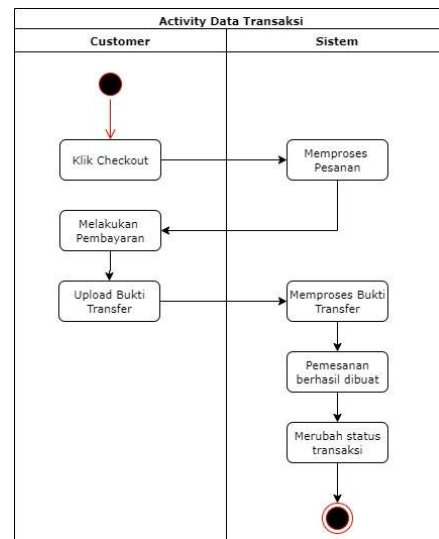 Activity Data Transaksi
Customer
Sistem
Klik Checkout
Memproses
Pesanan
Melakukan
Pembayaran
Upload Bukti
Transfer
Memproses Bukti
Transfer
Pemesanan
berhasil dibuat
Merubah status
transaksi